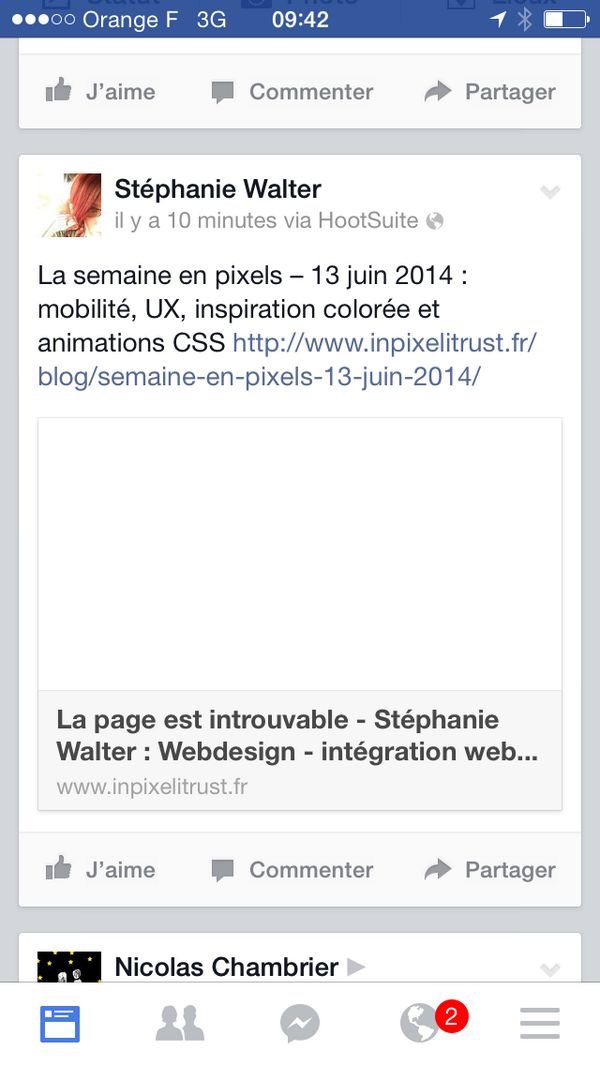 Orange F 3G 09:42
J'aime Commenter Partager
Stéphanie Walter
il y a 10 minutes via HootSuite
La semaine en pixels – 13 juin 2014 :
mobilité, UX, inspiration colorée et
animations CSS http://www.inpixelitrust.fr/
blog/semaine-en-pixels-13-juin-2014/
La page est introuvable - Stéphanie
Walter : Webdesign - intégration web...
www.inpixelitrust.fr
J'aime Commenter Partager
Nicolas Chambrier
2